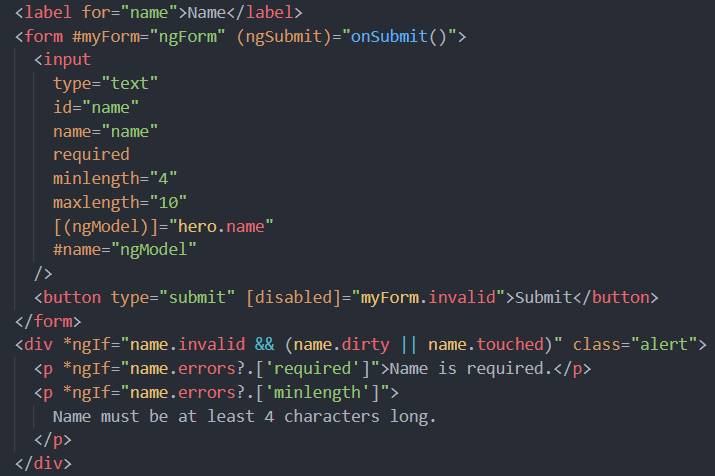 <label for="name">Name</label>
<form #myForm="ngForm" (ngSubmit)="onSubmit()">
  <input
    type="text"
    id="name"
    name="name"
    required
    minlength="4"
    maxlength="10"
    [(ngModel)]="hero.name"
    #name="ngModel"
  />
  <button type="submit" [disabled]="myForm.invalid">Submit</button>
</form>
<div *ngIf="name.invalid && (name.dirty || name.touched)" class="alert">
  <p *ngIf="name.errors?.['required']">Name is required.</p>
  <p *ngIf="name.errors?.['minlength']">
    Name must be at least 4 characters long.
  </p>
</div>